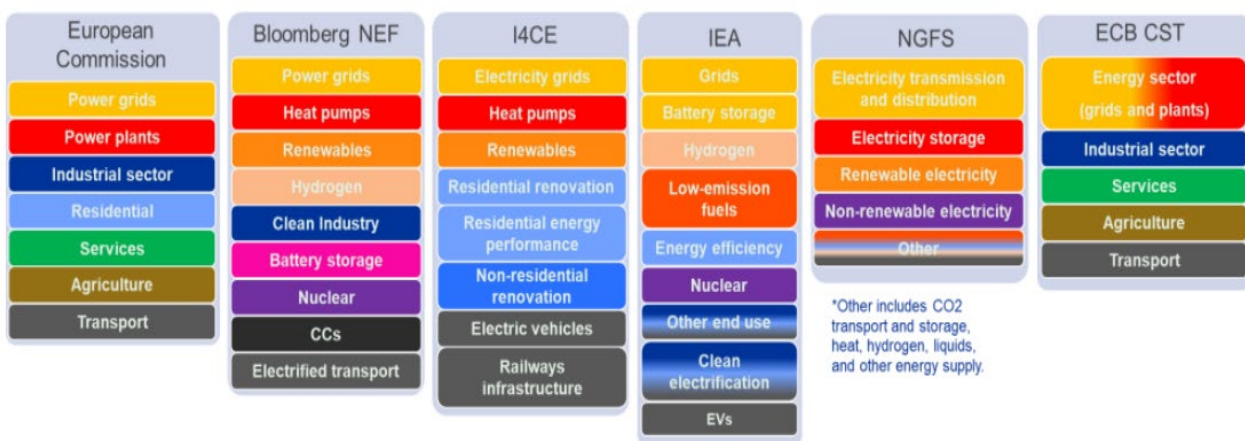 European
Commission
Power grids
Power plants
Industrial sector
Residential
Services
Agriculture
Transport
Bloomberg NEF
Power grids
Heat pumps
Renewables
Hydrogen
Clean Industry
Battery storage
Nuclear
CCs
Electrified transport
I4CE
Electricity grids
Heat pumps
Renewables
Residential renovation
Residential energy
performance
Non-residential
renovation
Electric vehicles
Railways
infrastructure
IEA
Grids
Battery storage
Hydrogen
Low-emission
fuels
Energy efficiency
Nuclear
Other end use
Clean
electrification
EVs
NGFS
Electricity transmission
and distribution
Electricity storage
Renewable electricity
Non-renewable electricity
Other
*Other includes CO2
transport and storage,
heat, hydrogen, liquids,
and other energy supply.
ECB CST
Energy sector
(grids and plants)
Industrial sector
Services
Agriculture
Transport